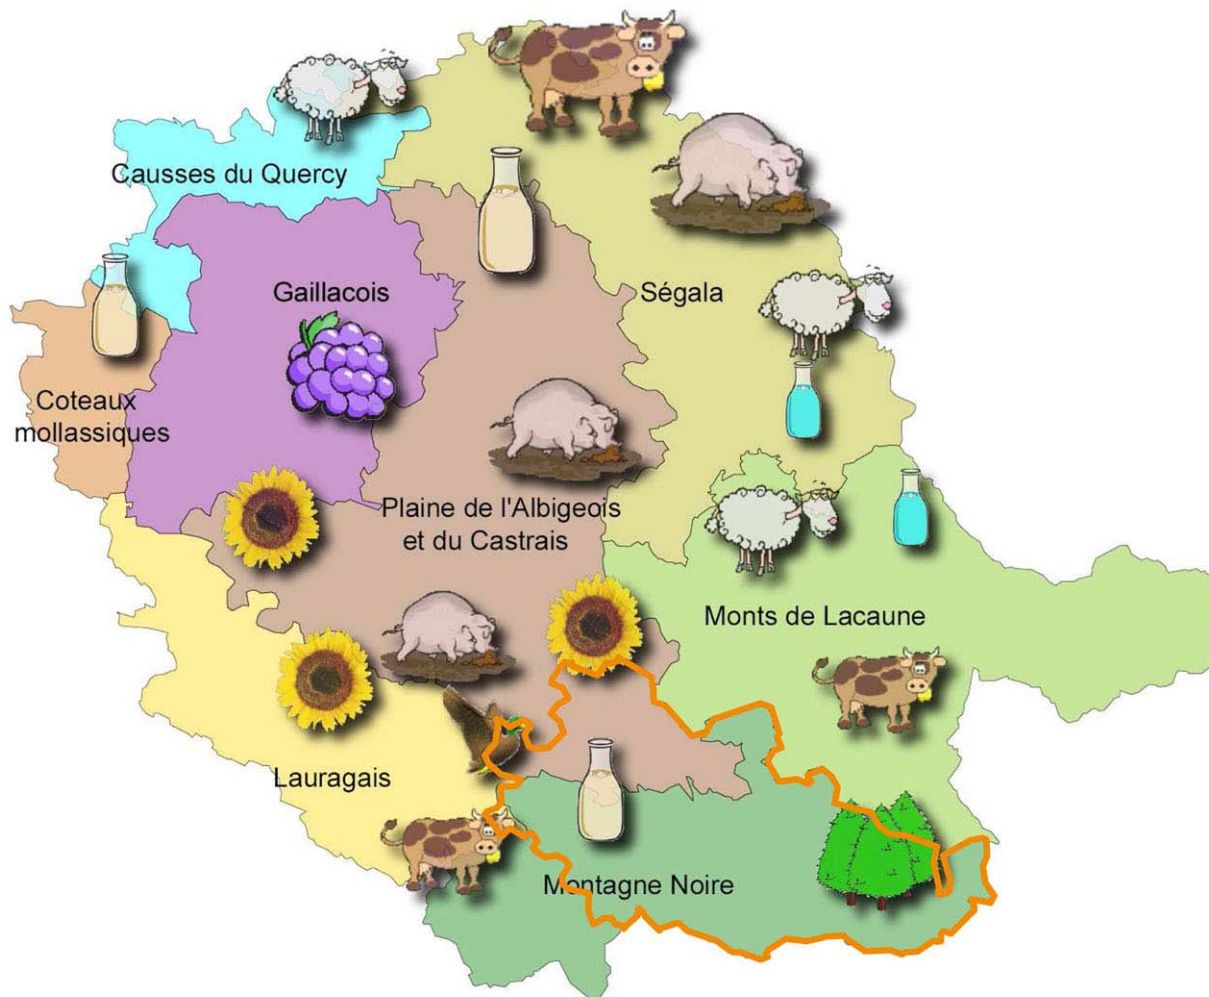 Causses du Quercy
Gaillacois
Ségala
Coteaux
mollassiques
Plaine de l'Albigeois
et du Castrais
Monts de Lacaune
Lauragais
Montagne Noire